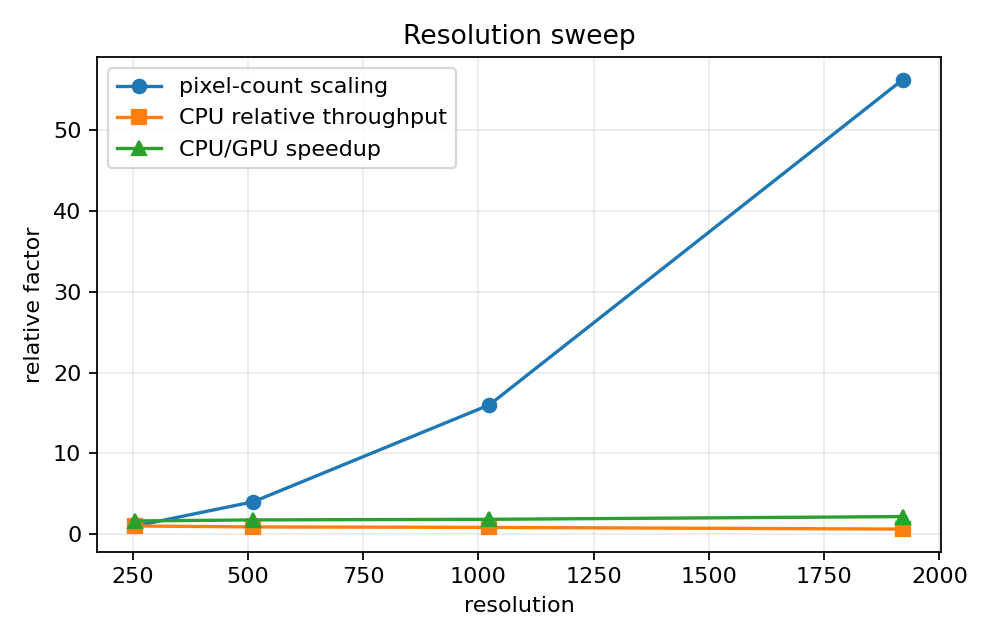 Resolution sweep
pixel-count scaling
CPU relative throughput
CPU/GPU speedup
50
40
30
20
10
0
relative factor
250 500 750 1000 1250 1500 1750 2000
resolution